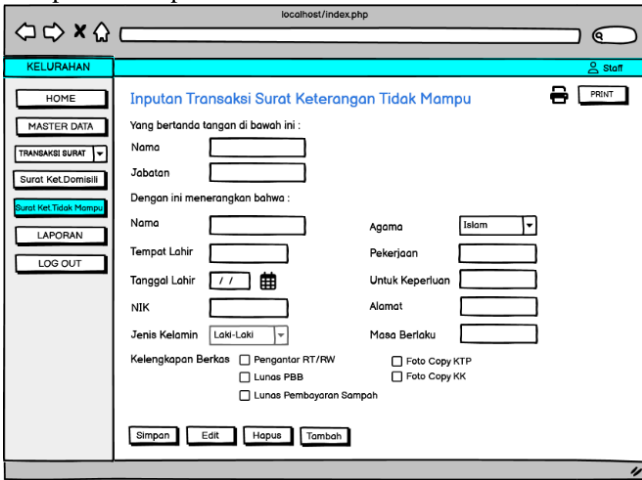 localhost/index.php
KELURAHAN
Staff
HOME
MASTER DATA
TRANSAKSI SURAT
Surat Ket.Domisili
Surat Ket.Tidak Mampu
LAPORAN
LOG OUT
Inputan Transaksi Surat Keterangan Tidak Mampu
PRINT
Yang bertanda tangan di bawah ini :
Nama
Jabatan
Dengan ini menerangkan bahwa :
Nama
Agama Islam
Tempat Lahir
Pekerjaan
Tanggal Lahir / /
Untuk Keperluan
NIK
Alamat
Jenis Kelamin Laki-Laki
Masa Berlaku
Kelengkapan Berkas Pengantar RT/RW
Foto Copy KTP
Lunas PBB
Foto Copy KK
Lunas Pembayaran Sampah
Simpan Edit Hapus Tambah